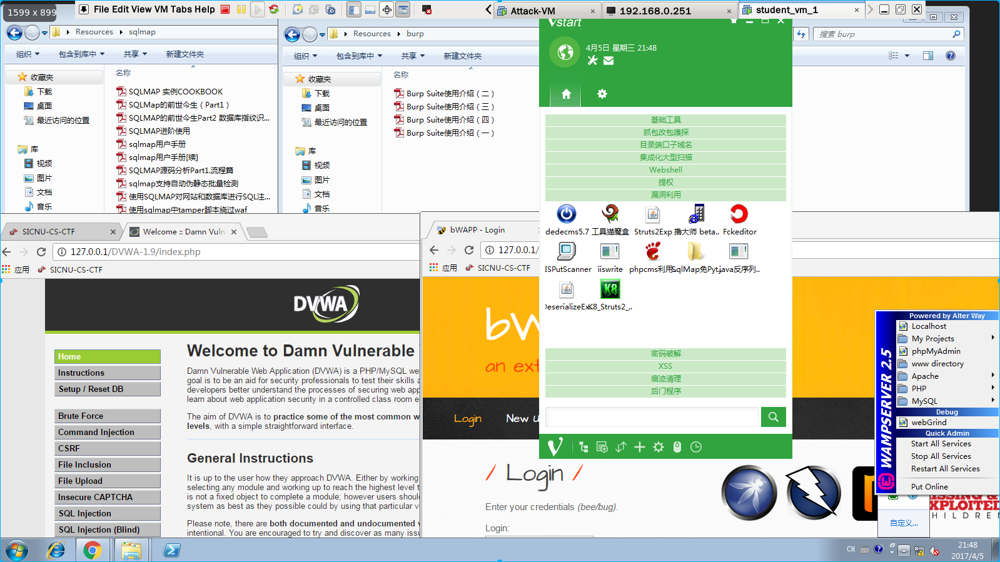 1599 x 899
File Edit View VM Tabs Help
Attack-VM
192.168.0.251
student_vm_1
Resources
sqlmap
组织
包含到库中
共享
新建文件夹
收藏夹
下载
桌面
最近访问的位置
库
视频
图片
文档
音乐
名称
SQLMAP 实例COOKBOOK
SQLMap的前世今生（Part1）
SQLMAP的前世今生Part2 数据库指纹识...
SQLMAP进阶使用
sqlmap用户手册
sqlmap用户手册[续]
SQLMAP源码分析Part1.流程篇
sqlmap支持自动伪静态批量检测
使用SQLMAP对网站和数据库进行SQL注...
使用sqlmap中tamper脚本绕过waf
Resources
burp
搜索 burp
组织
包含到库中
共享
新建文件夹
收藏夹
下载
桌面
最近访问的位置
库
视频
图片
文档
音乐
名称
Burp Suite使用介绍（二）
Burp Suite使用介绍（三）
Burp Suite使用介绍（四）
Burp Suite使用介绍（一）
Vstart
4月5日 星期三 21:48
基础工具
抓包改包嗅探
目录端口子域名
集成化大型扫描
Webshell
提权
漏洞利用
dedecms5.7
工具猫魔盒
Struts2Exp
擼大师 beta..
Fckeditor
ISPutScanner
iiswrite
phpcms利用..
SqlMap免Pyt..
java反序列..
DeserializeEx..
K8_Struts2_..
密码破解
XSS
痕迹清理
后门程序
SICNU-CS-CTF
Welcome :: Damn Vuln
127.0.0.1/DVWA-1.9/index.php
应用
SICNU-CS-CTF
DVWA
Home
Instructions
Setup / Reset DB
Brute Force
Command Injection
CSRF
File Inclusion
File Upload
Insecure CAPTCHA
SQL Injection
SQL Injection (Blind)
Welcome to Damn Vulnerable
Damn Vulnerable Web Application (DVWA) is a PHP/MySQL we
goal is to be an aid for security professionals to test their skills a
developers better understand the processes of securing web app
learn about web application security in a controlled class room e
The aim of DVWA is to practice some of the most common w
levels, with a simple straightforward interface.
General Instructions
It is up to the user how they approach DVWA. Either by working
selecting any module and working up to reach the highest level t
is not a fixed object to complete a module; however users shoul
system as best as they possible could by using that particular v
Please note, there are both documented and undocumented v
intentional. You are encouraged to try and discover as many issu
bWAPP - Login
127.0.0.1/
应用
SICNU-CS-CTF
bW
an ext
Login
New U
/ Login /
Enter your credentials (bee/bug).
Login:
WAMPSERVER 2.5
Powered by Alter Way
Localhost
My Projects
phpMyAdmin
www directory
Apache
PHP
MySQL
Debug
webGrind
Quick Admin
Start All Services
Stop All Services
Restart All Services
Put Online
SSING &
XPLOITED
HILDREN
自定义...
CH
21:48
2017/4/5